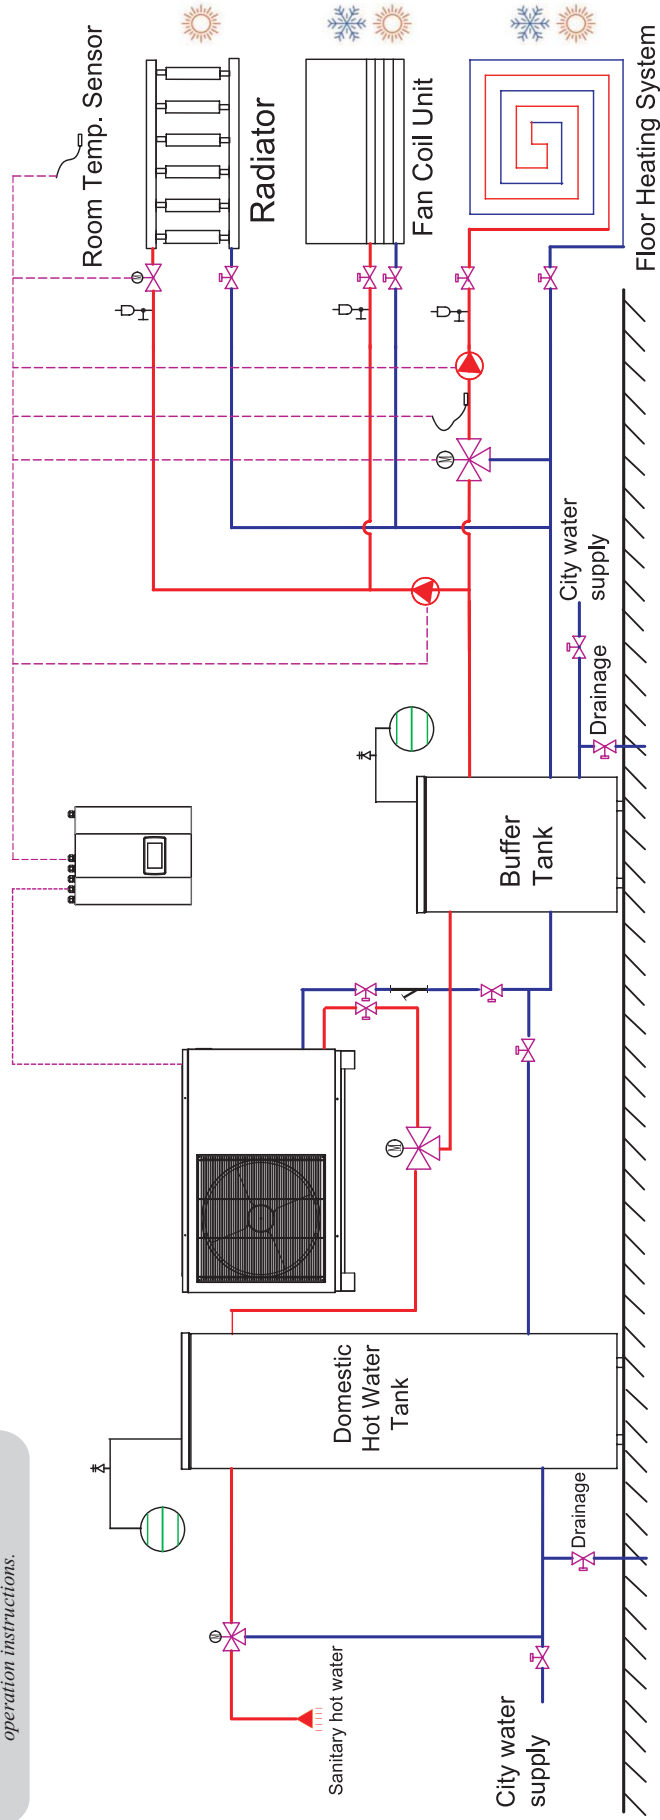 operation instructions.
Room Temp. Sensor
Radiator
Fan Coil Unit
Floor Heating System
City water
supply
Drainage
Buffer
Tank
Domestic
Hot Water
Tank
Drainage
Sanitary hot water
City water
supply
M
M
M
M